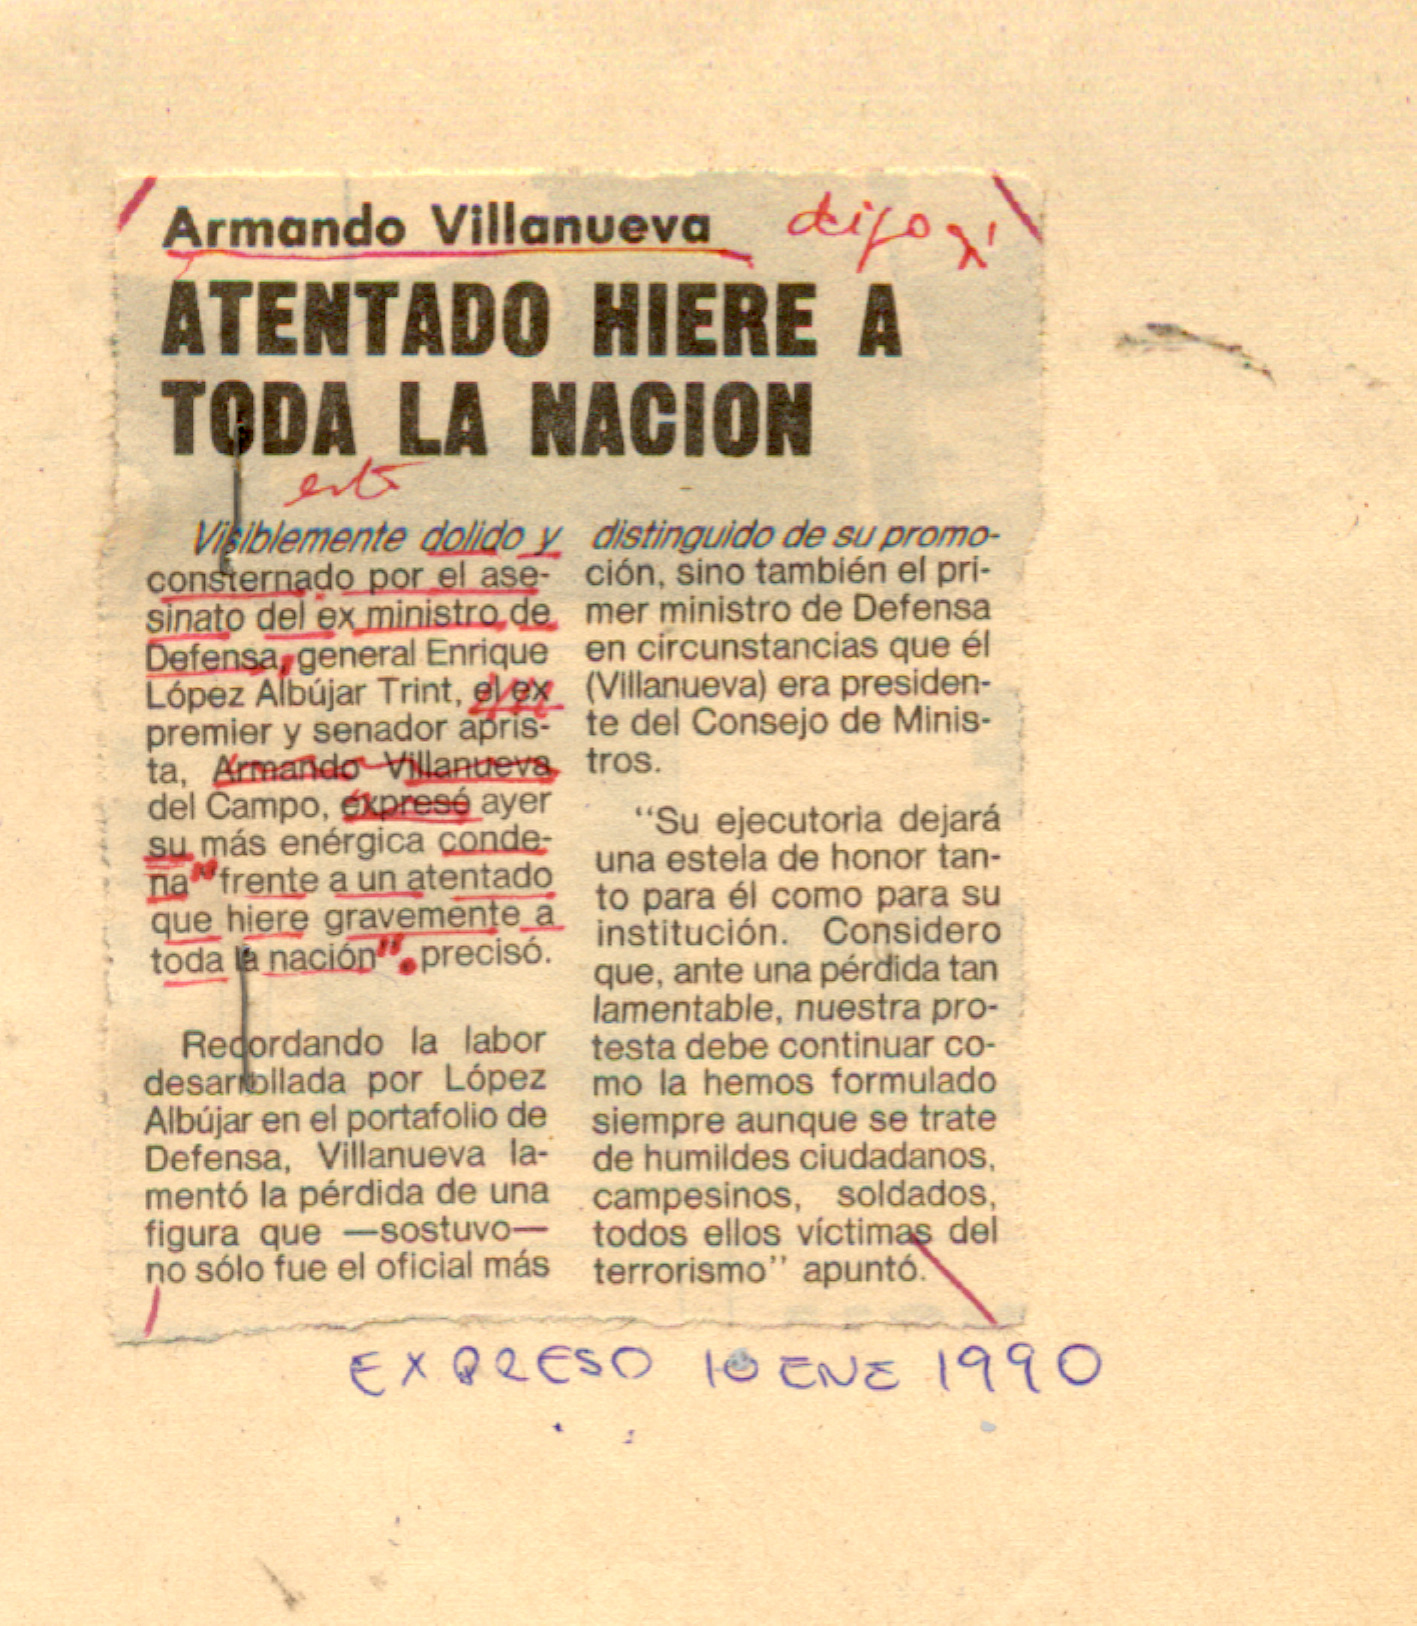 Armando Villanueva
ATENTADO HIERE A
TODA LA NACION
Visiblemente dolido y
consternado por el ase-
sinato del ex ministro de
Defensa, general Enrique
López Albújar Trint, el ex
premier y senador apris-
ta, Armando Villanueva
del Campo, expresó ayer
su más enérgica conde-
na "frente a un atentado
que hiere gravemente a
toda la nación". precisó.
Recordando la labor
desarrollada por López
Albújar en el portafolio de
Defensa, Villanueva la-
mentó la pérdida de una
figura que —sostuvo—
no sólo fue el oficial más
distinguido de su promo-
ción, sino también el pri-
mer ministro de Defensa
en circunstancias que él
(Villanueva) era presiden-
te del Consejo de Minis-
tros.
"Su ejecutoria dejará
una estela de honor tan-
to para él como para su
institución. Considero
que, ante una pérdida tan
lamentable, nuestra pro-
testa debe continuar co-
mo la hemos formulado
siempre aunque se trate
de humildes ciudadanos,
campesinos, soldados,
todos ellos víctimas del
terrorismo" apuntó.
EXPRESO 10 ENE 1990